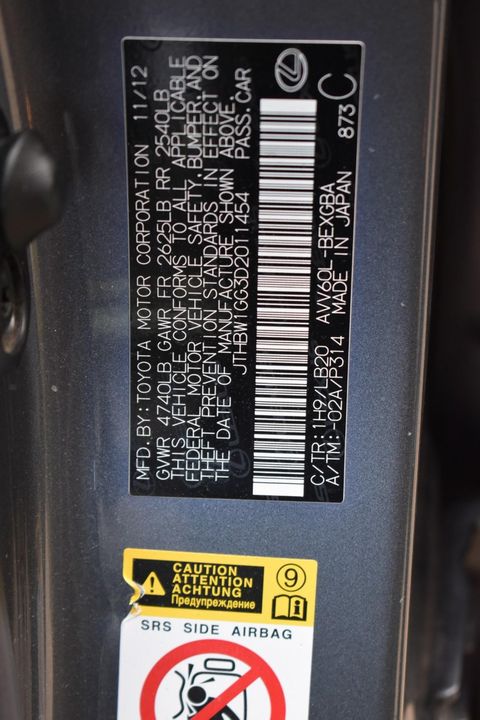 MFD. BY: TOYOTA MOTOR CORPORATION 11/12
GVWR 4740LB GAWR FR 2625LB RR 2540LB
THIS VEHICLE CONFORMS TO ALL APPLICABLE
FEDERAL MOTOR VEHICLE SAFETY, BUMPER AND
THEFT PREVENTION STANDARDS IN EFFECT ON
THE DATE OF MANUFACTURE SHOWN ABOVE.
JTHBW1GG3D2011454 PASS. CAR
C/TR: 1H9/LB20 AVV60L-BEXGBA
A/TM: -02A/P314 MADE IN JAPAN
873 C
CAUTION
ATTENTION
ACHTUNG
Предупреждение
9
SRS SIDE AIRBAG